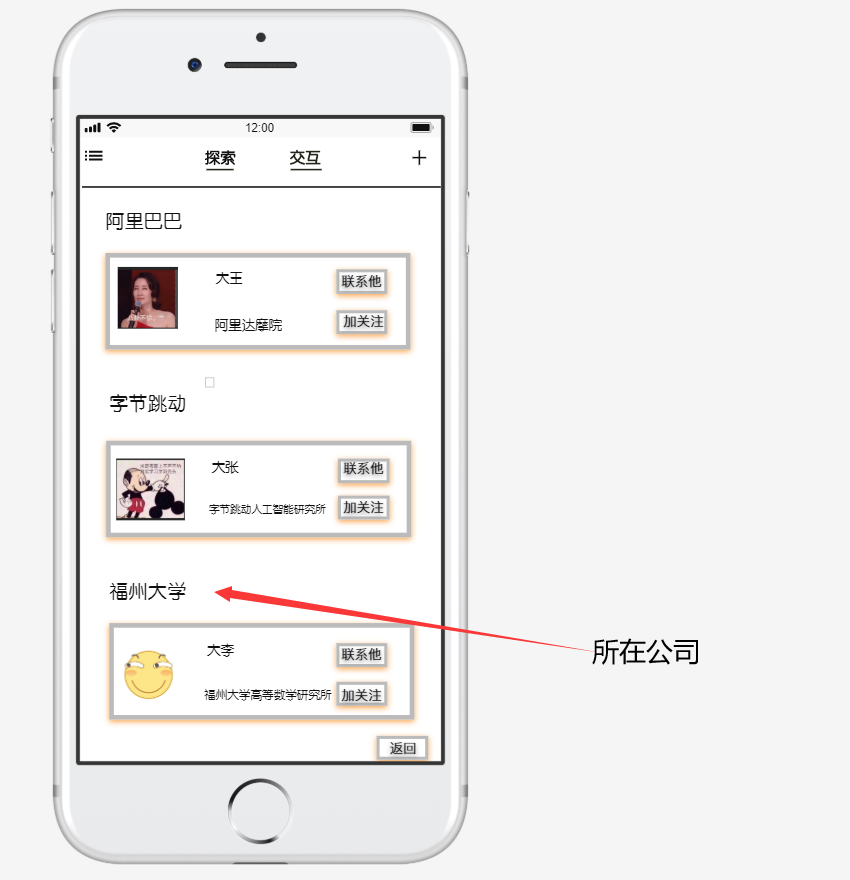 12:00
探索 交互
阿里巴巴
大王
联系他
阿里达摩院
加关注
字节跳动
大张
联系他
字节跳动人工智能研究所
加关注
福州大学
所在公司
大李
联系他
福州大学高等数学研究所
加关注
返回